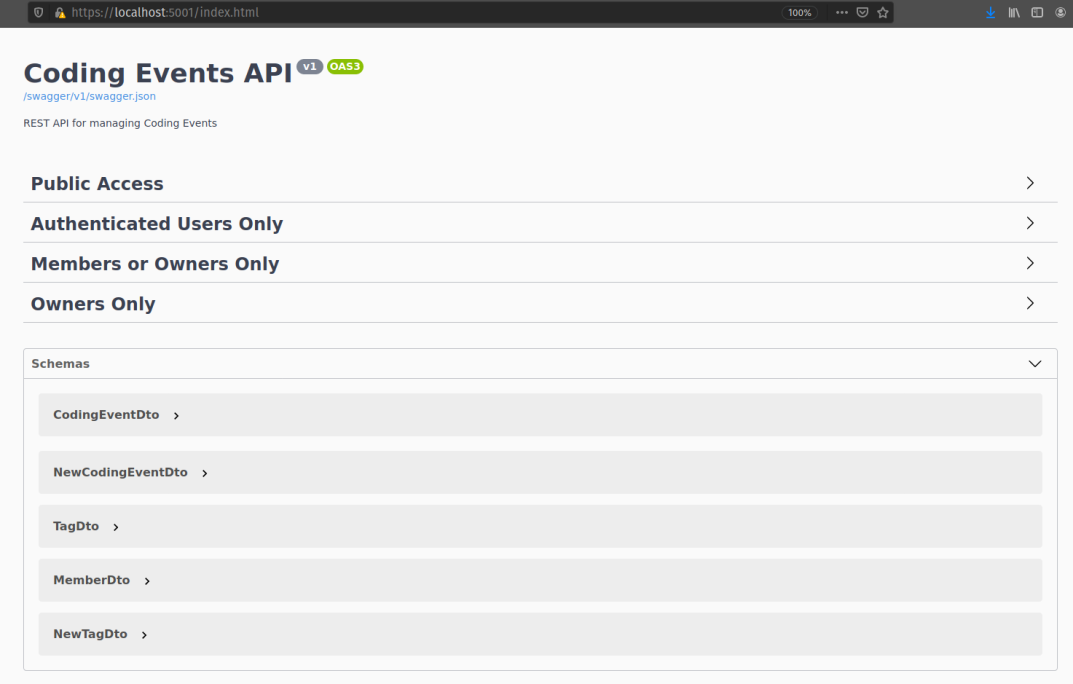 https://localhost:5001/index.html
100%
Coding Events API v1 OAS3
/swagger/v1/swagger.json
REST API for managing Coding Events
Public Access
Authenticated Users Only
Members or Owners Only
Owners Only
Schemas
CodingEventDto
NewCodingEventDto
TagDto
MemberDto
NewTagDto